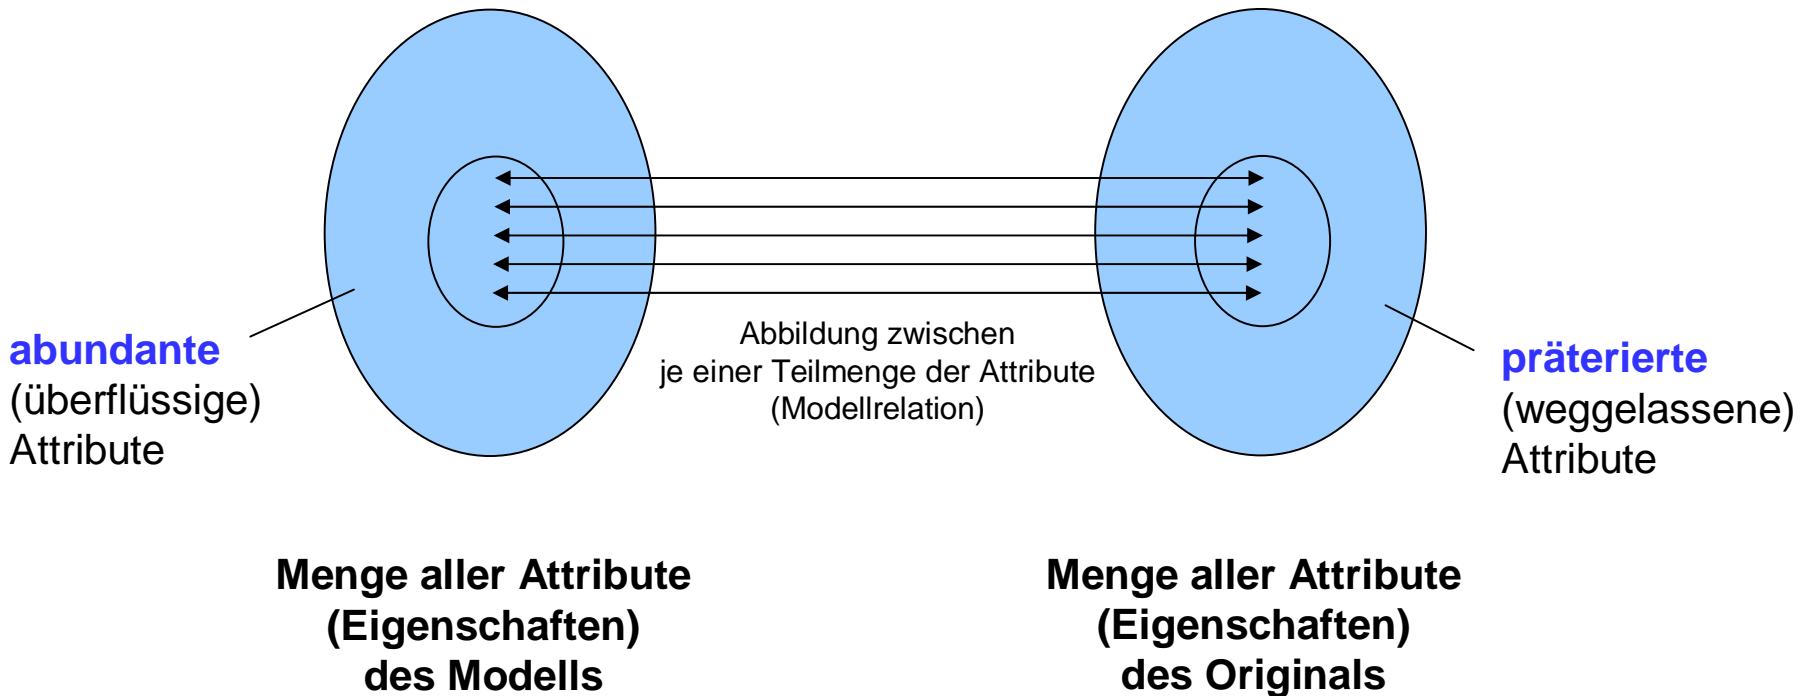 abundante
(überflüssige)
Attribute
Abbildung zwischen
je einer Teilmenge der Attribute
(Modellrelation)
präterierte
(weggelassene)
Attribute
Menge aller Attribute
(Eigenschaften)
des Modells
Menge aller Attribute
(Eigenschaften)
des Originals